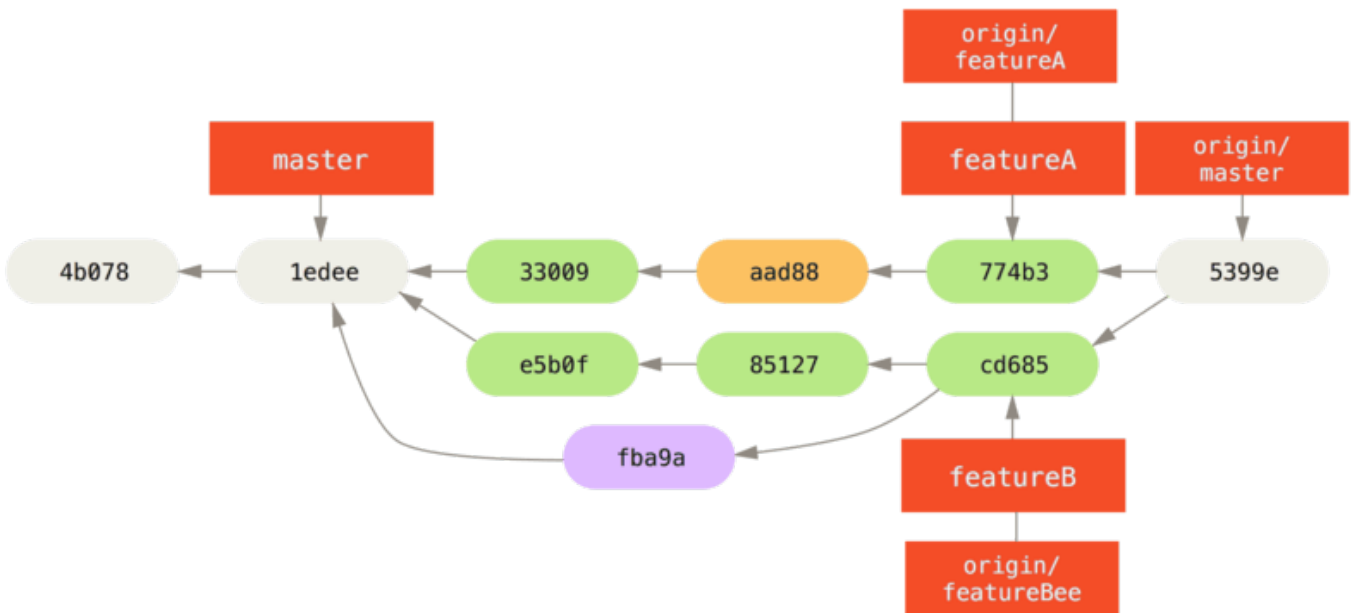 origin/
featureA
master
featureA
origin/
master
4b078
1edee
33009
aad88
774b3
5399e
e5b0f
85127
cd685
fba9a
featureB
origin/
featureBee